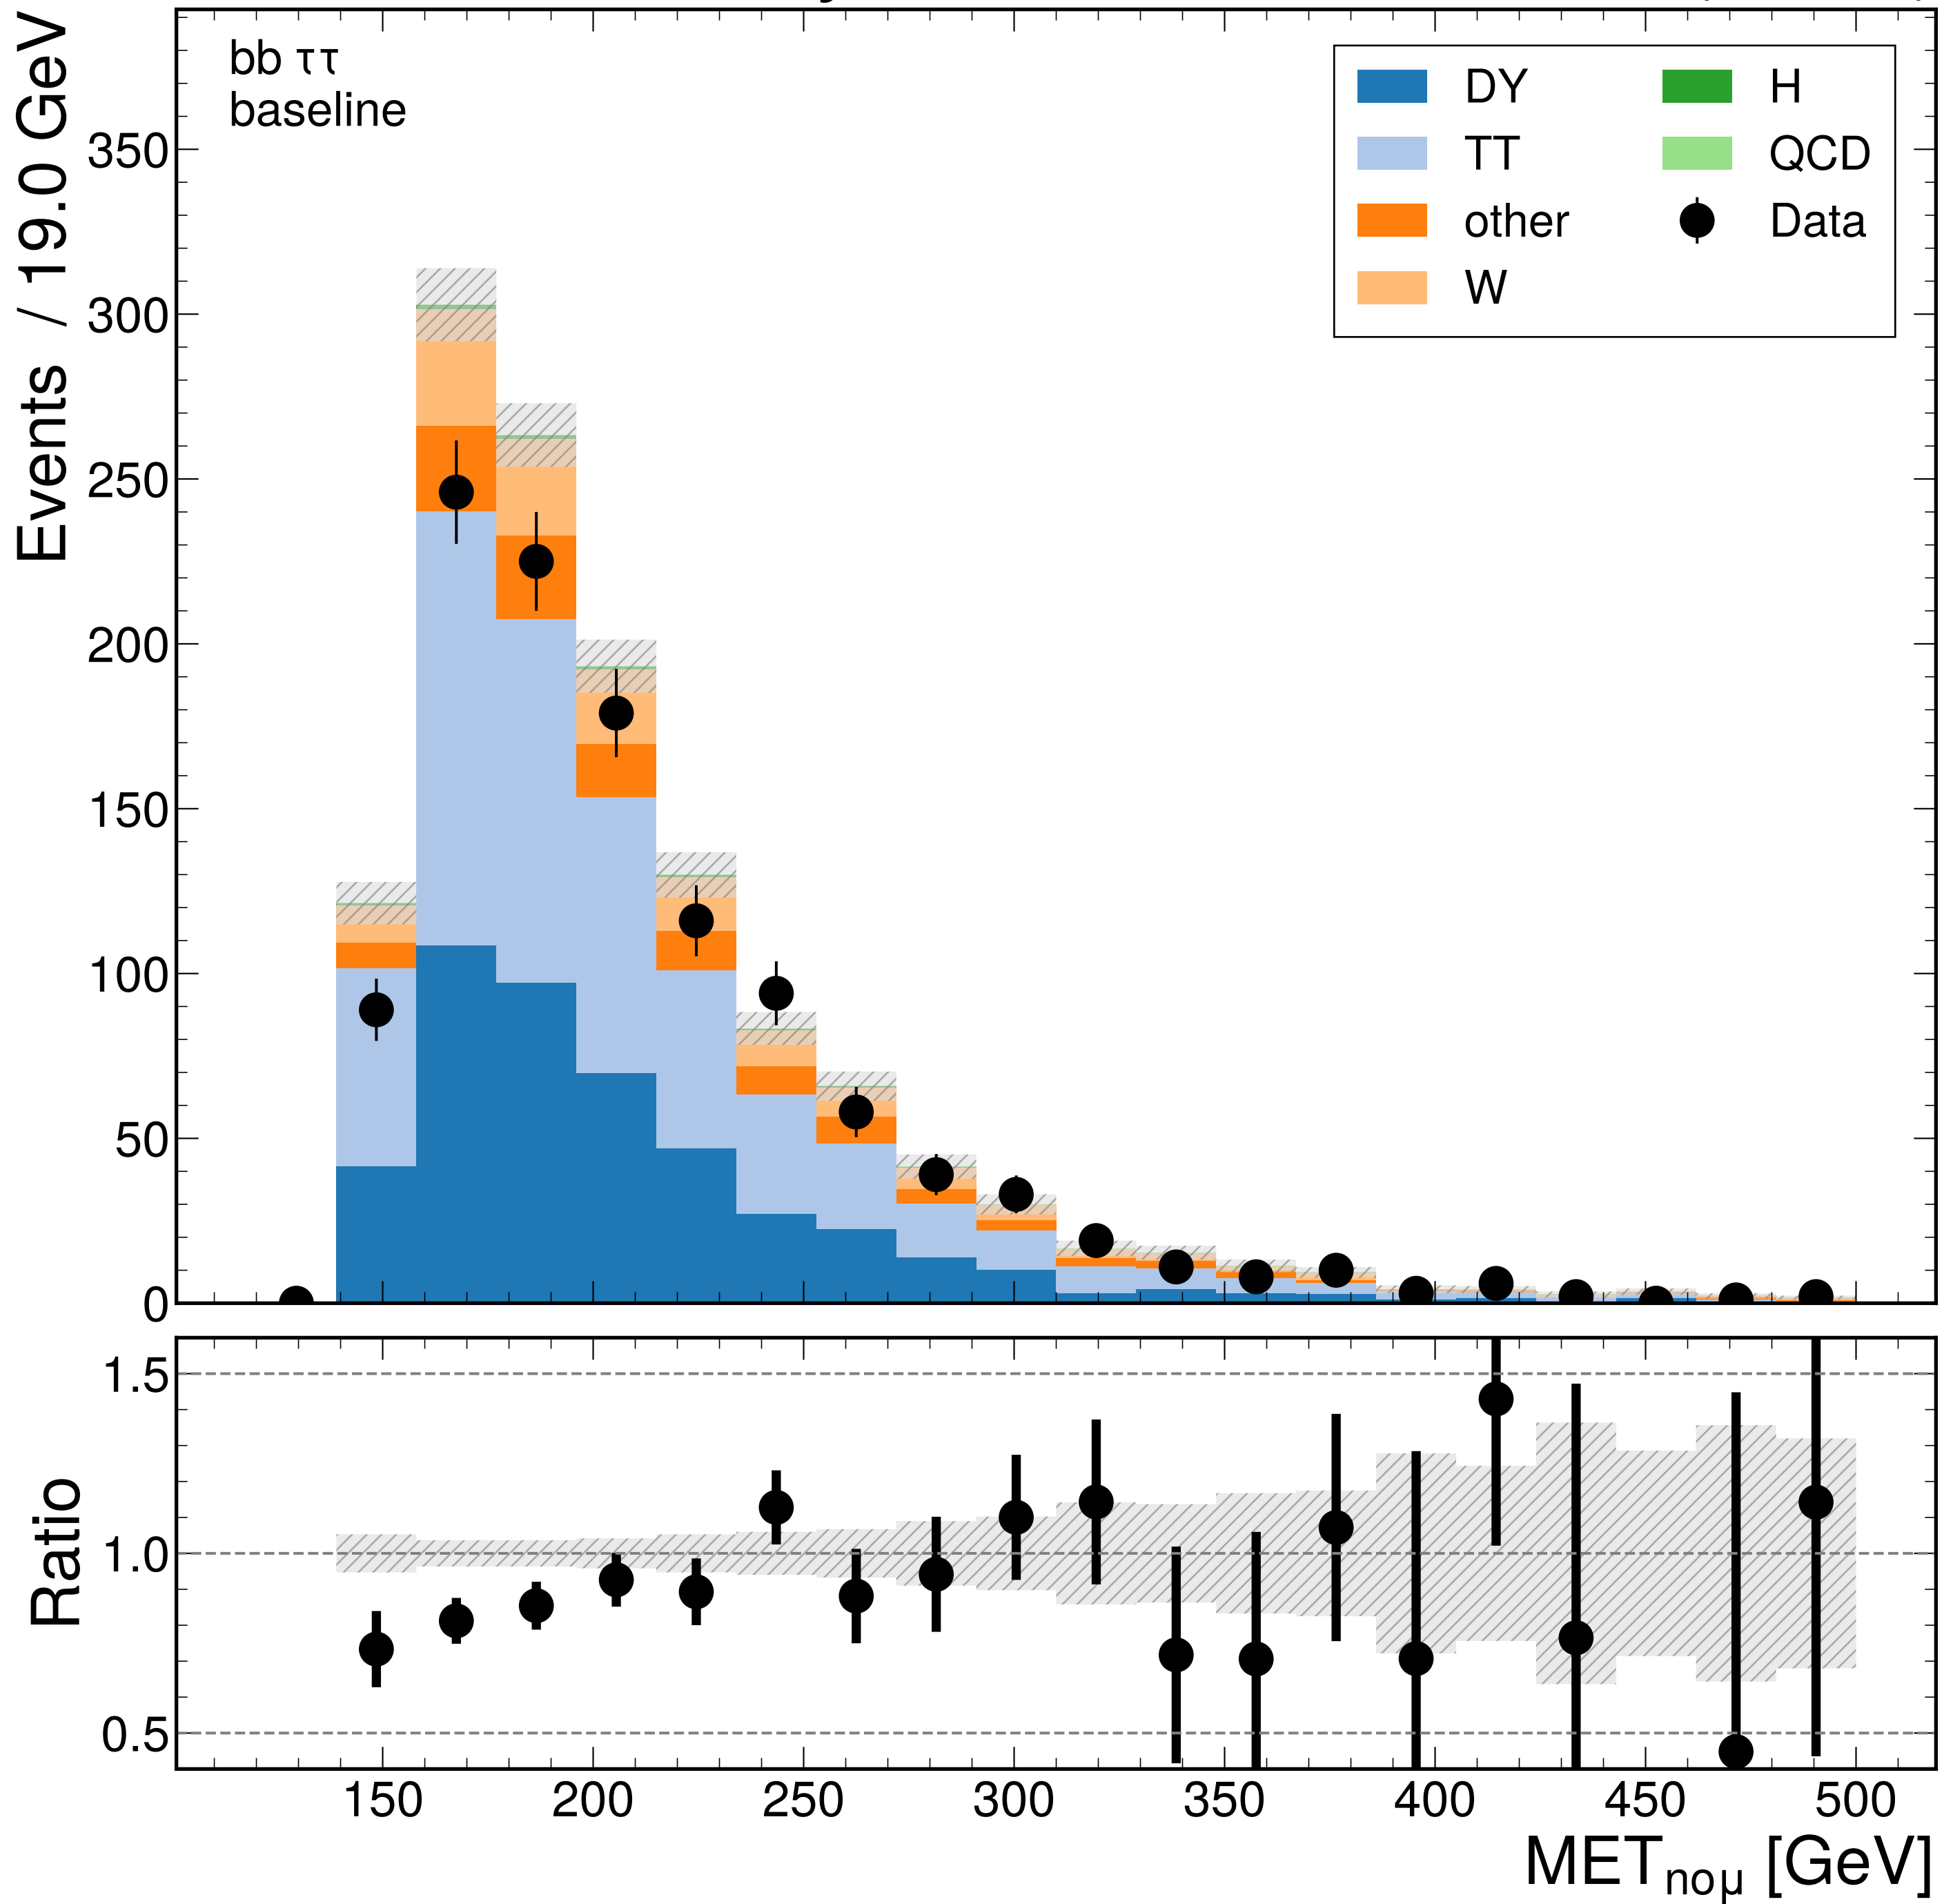 bb ττ
baseline
DY
TT
other
W
H
QCD
Data
Events / 19.0 GeV
350
300
250
200
150
100
50
0
Ratio
1.5
1.0
0.5
150 200 250 300 350 400 450 500
MET_noμ [GeV]